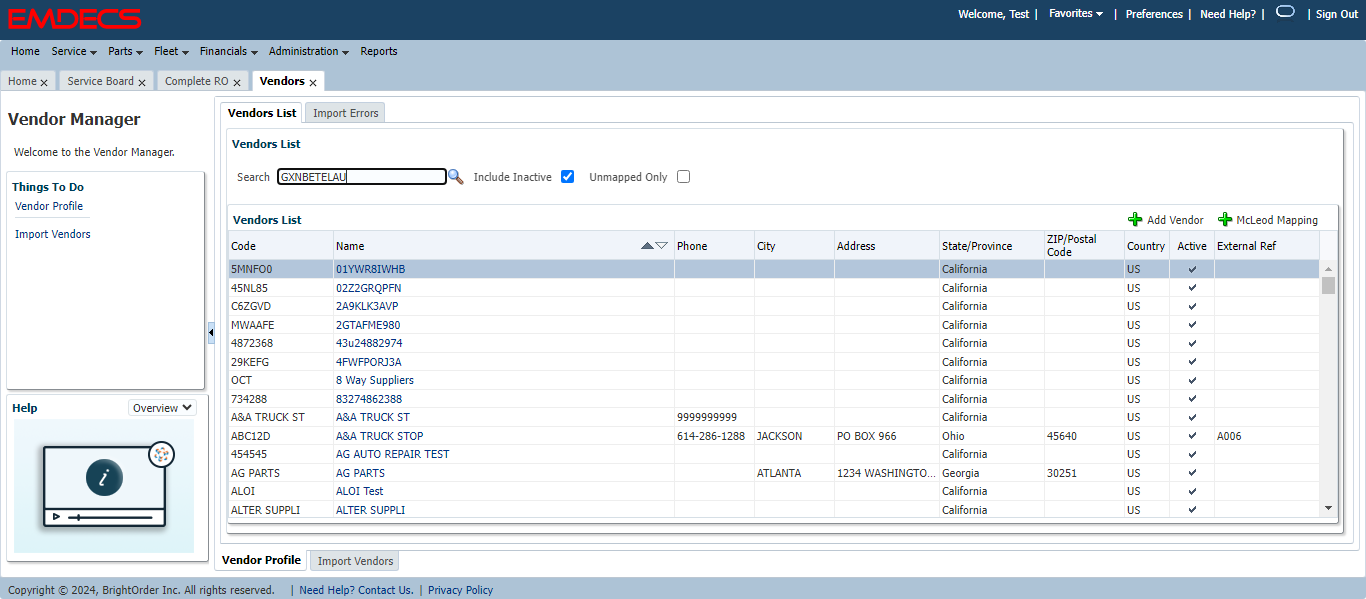 EMDECS
Welcome, Test | Favorites | Preferences | Need Help? | | Sign Out
Home Service Parts Fleet Financials Administration Reports
Home x Service Board x Complete RO x Vendors x
Vendor Manager
Welcome to the Vendor Manager.
Things To Do
Vendor Profile
Import Vendors
Help Overview
i
Vendors List Import Errors
Vendors List
Search GXNBETELAU Include Inactive Unmapped Only
Vendors List Add Vendor McLeod Mapping
Code Name Phone City Address State/Province ZIP/Postal Code Country Active External Ref
5MNFO0 01YWR8IWHB California US
45NL85 02Z2GRQPFN California US
C6ZGVD 2A9KLK3AVP California US
MWAAFE 2GTAFME980 California US
4872368 43u24882974 California US
29KEFG 4FWFPORJ3A California US
OCT 8 Way Suppliers California US
734288 83274862388 California US
A&A TRUCK ST A&A TRUCK ST 9999999999 California US
ABC12D A&A TRUCK STOP 614-286-1288 JACKSON PO BOX 966 Ohio 45640 US A006
454545 AG AUTO REPAIR TEST California US
AG PARTS AG PARTS ATLANTA 1234 WASHINGTO... Georgia 30251 US
ALOI ALOI Test California US
ALTER SUPPLI ALTER SUPPLI California US
Vendor Profile Import Vendors
Copyright © 2024, BrightOrder Inc. All rights reserved. | Need Help? Contact Us. | Privacy Policy